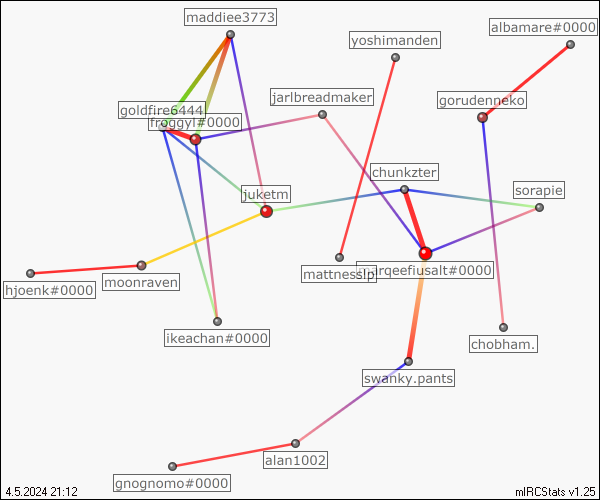 maddiee3773
albamare#0000
yoshimanden
jarlbreadmaker
gorudenneko
goldfire6444
froggyl#0000
chunkzter
juketm
sorapie
marqeefiusalt#0000
mattnesslp
moonraven
hjoenk#0000
ikeachan#0000
chobham.
swanky.pants
alan1002
gnognomo#0000
4.5.2024 21:12
mIRCStats v1.25